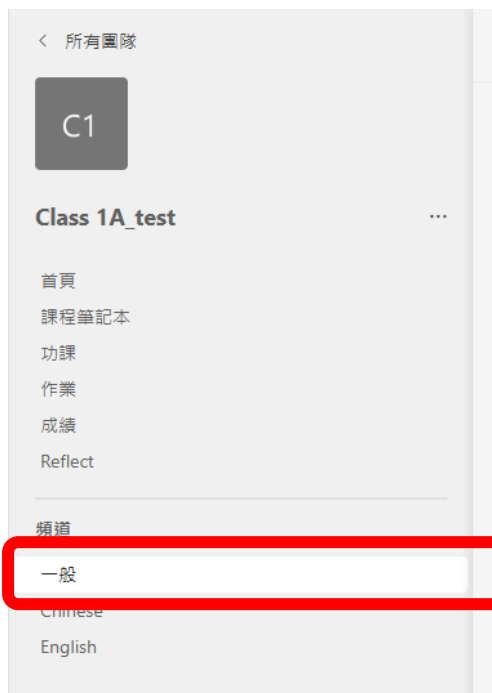 所有團隊
C1
Class 1A_test
首頁
課程筆記本
功課
作業
成績
Reflect
頻道
一般
Chinese
English